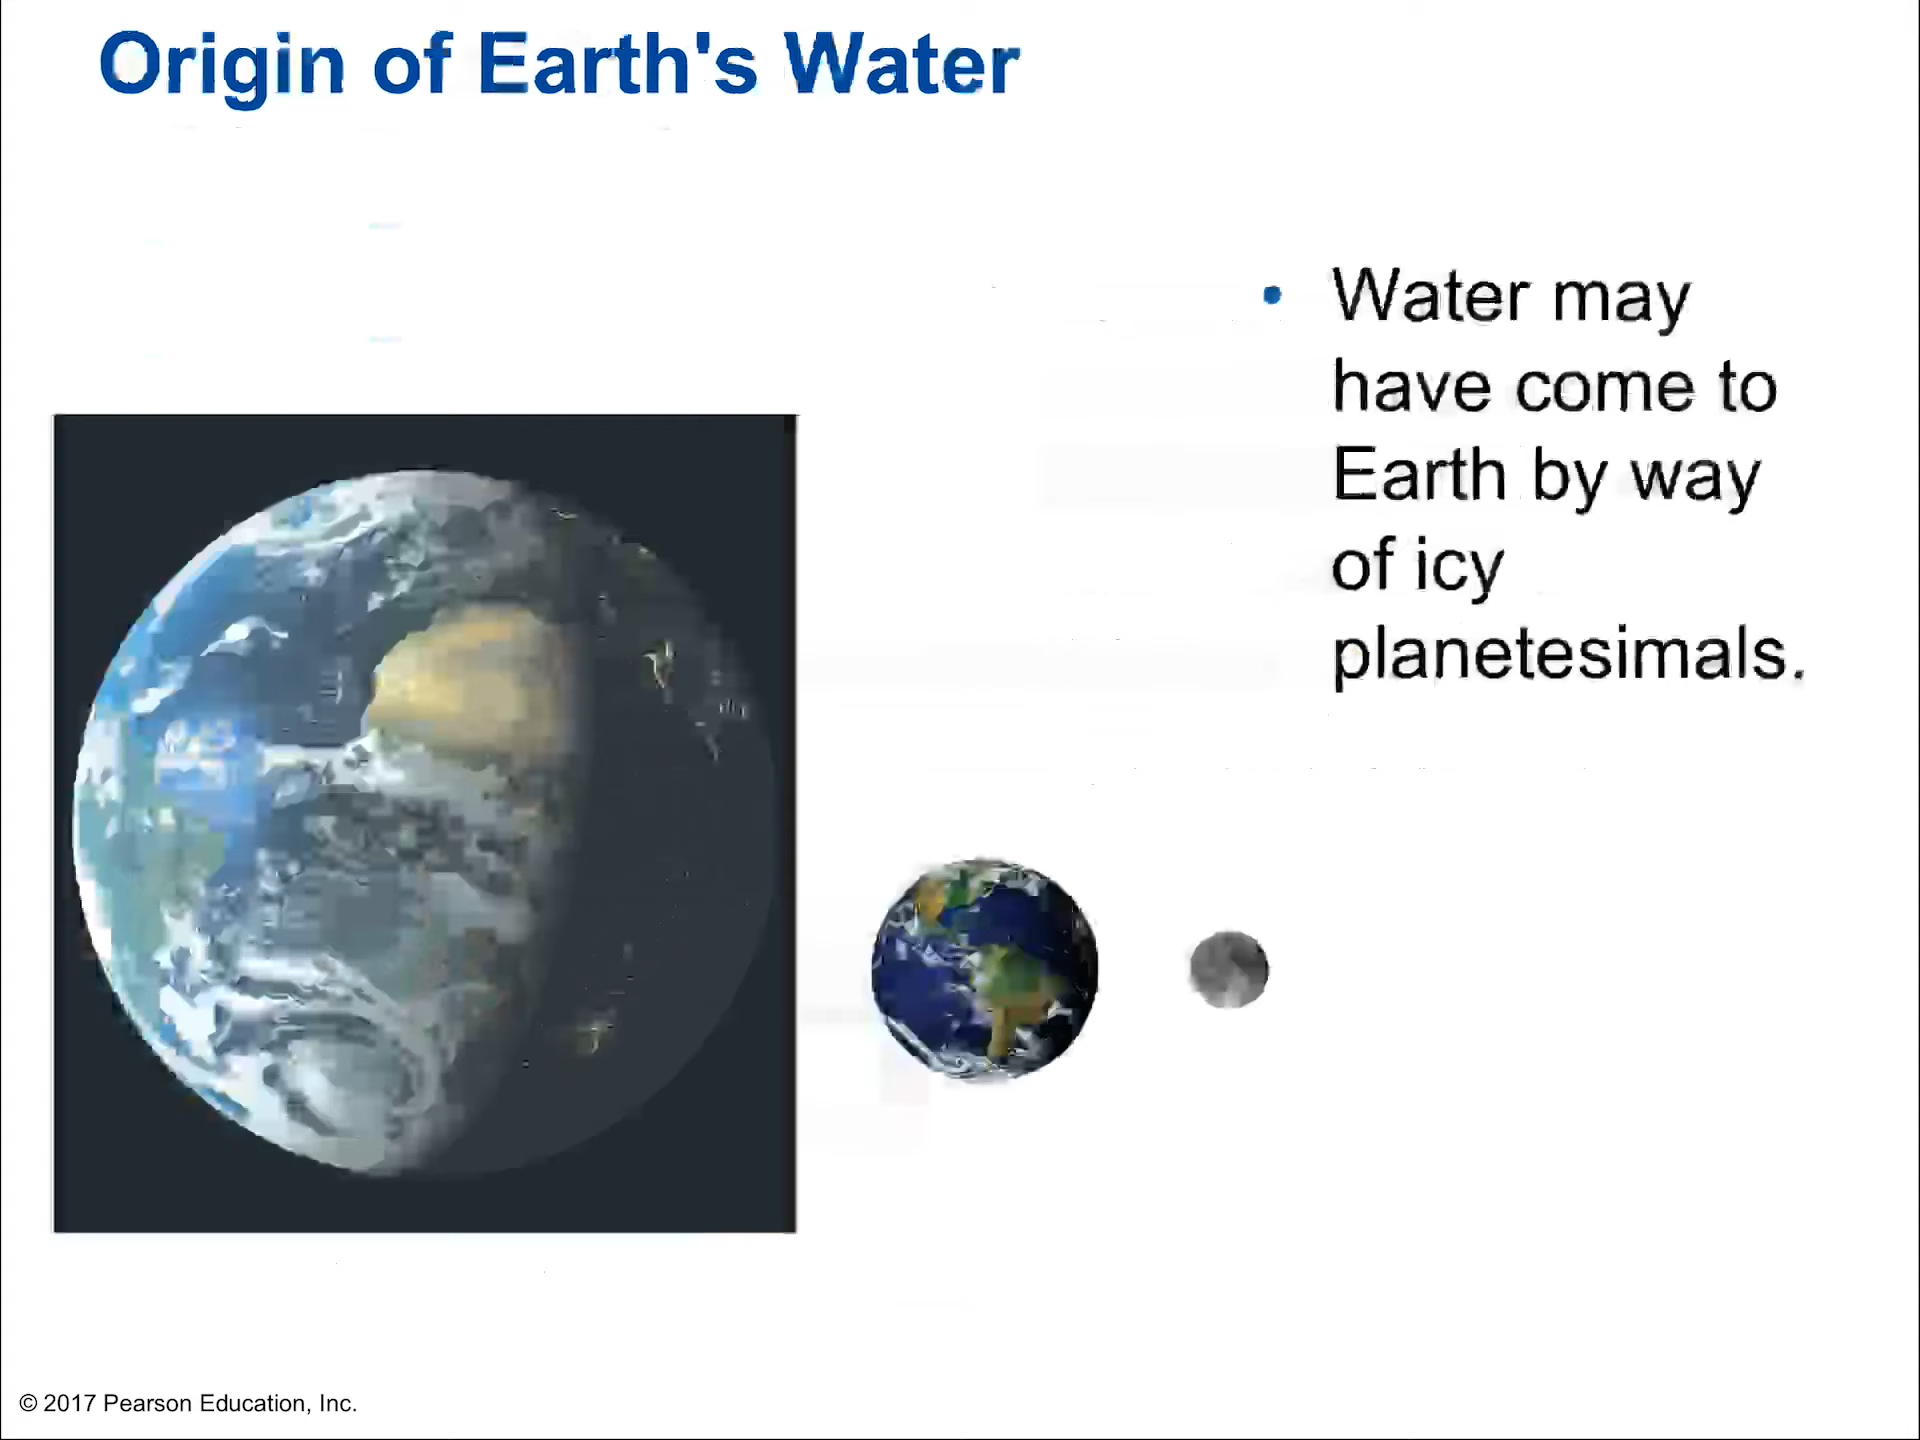 Origin of Earth's Water
• Water may
have come to
Earth by way
of icy
planetesimals.
© 2017 Pearson Education, Inc.